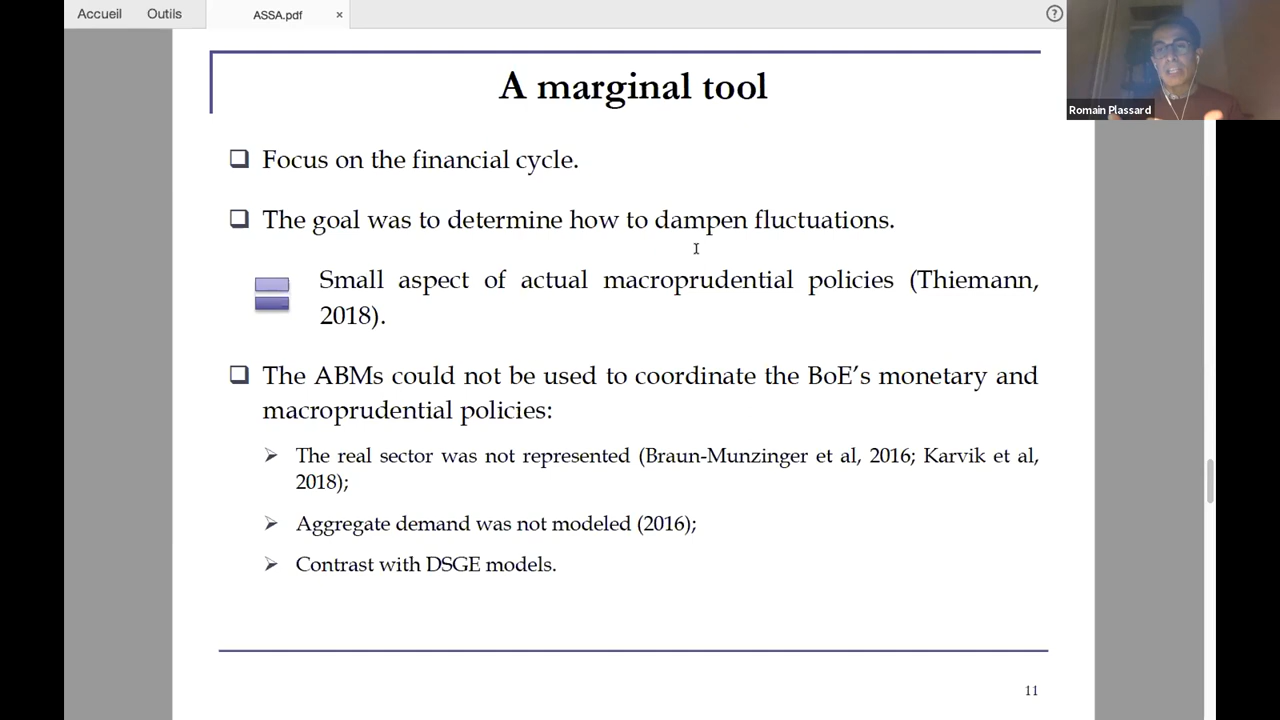 Accueil Outils ASSA.pdf × ?
Romain Plassard
A marginal tool
Focus on the financial cycle.
The goal was to determine how to dampen fluctuations.
Small aspect of actual macroprudential policies (Thiemann,
2018).
The ABMs could not be used to coordinate the BoE’s monetary and
macroprudential policies:
The real sector was not represented (Braun-Munzinger et al, 2016; Karvik et al,
2018);
Aggregate demand was not modeled (2016);
Contrast with DSGE models.
11